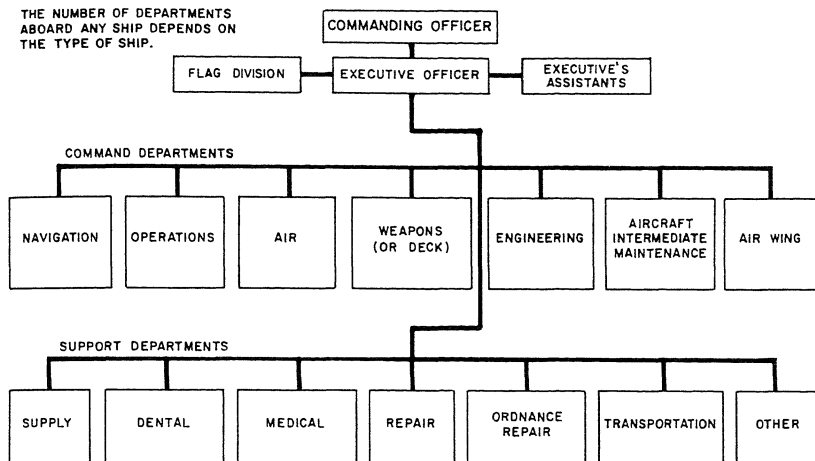 THE NUMBER OF DEPARTMENTS
ABOARD ANY SHIP DEPENDS ON
THE TYPE OF SHIP.
COMMANDING OFFICER
FLAG DIVISION
EXECUTIVE OFFICER
EXECUTIVE'S
ASSISTANTS
COMMAND DEPARTMENTS
NAVIGATION
OPERATIONS
AIR
WEAPONS
(OR DECK)
ENGINEERING
AIRCRAFT
INTERMEDIATE
MAINTENANCE
AIR WING
SUPPORT DEPARTMENTS
SUPPLY
DENTAL
MEDICAL
REPAIR
ORDNANCE
REPAIR
TRANSPORTATION
OTHER